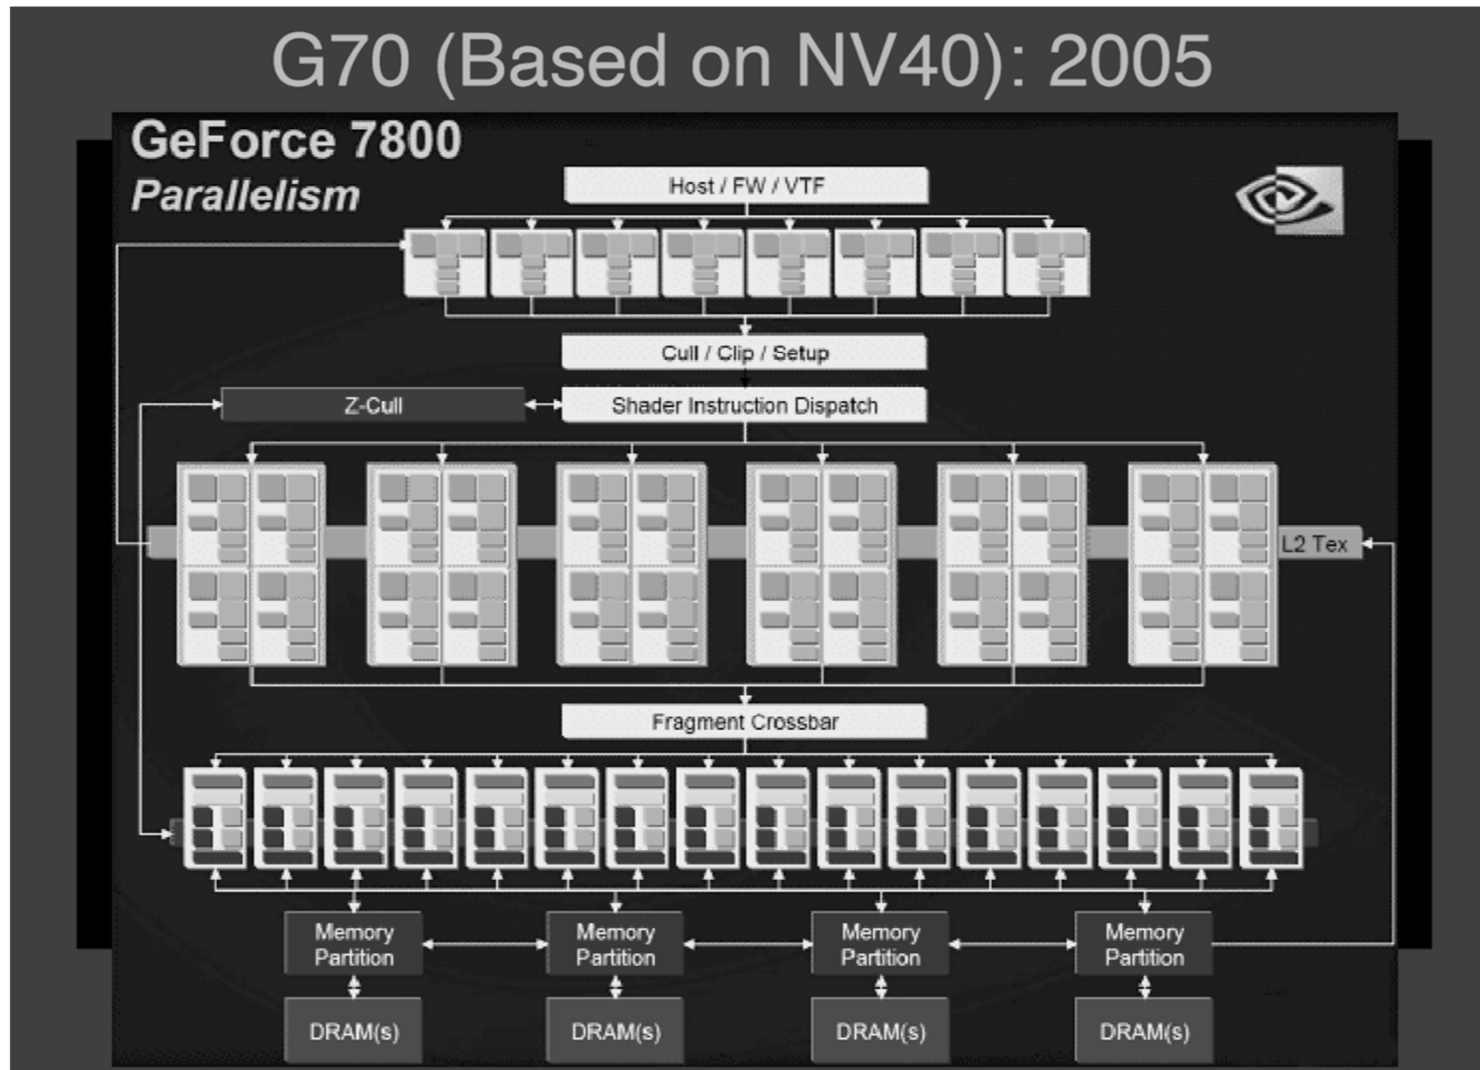 G70 (Based on NV40): 2005
GeForce 7800
Parallelism
Host / FW / VTF
Cull / Clip / Setup
Z-Cull
Shader Instruction Dispatch
L2 Tex
Fragment Crossbar
Memory
Partition
Memory
Partition
Memory
Partition
Memory
Partition
DRAM(s)
DRAM(s)
DRAM(s)
DRAM(s)